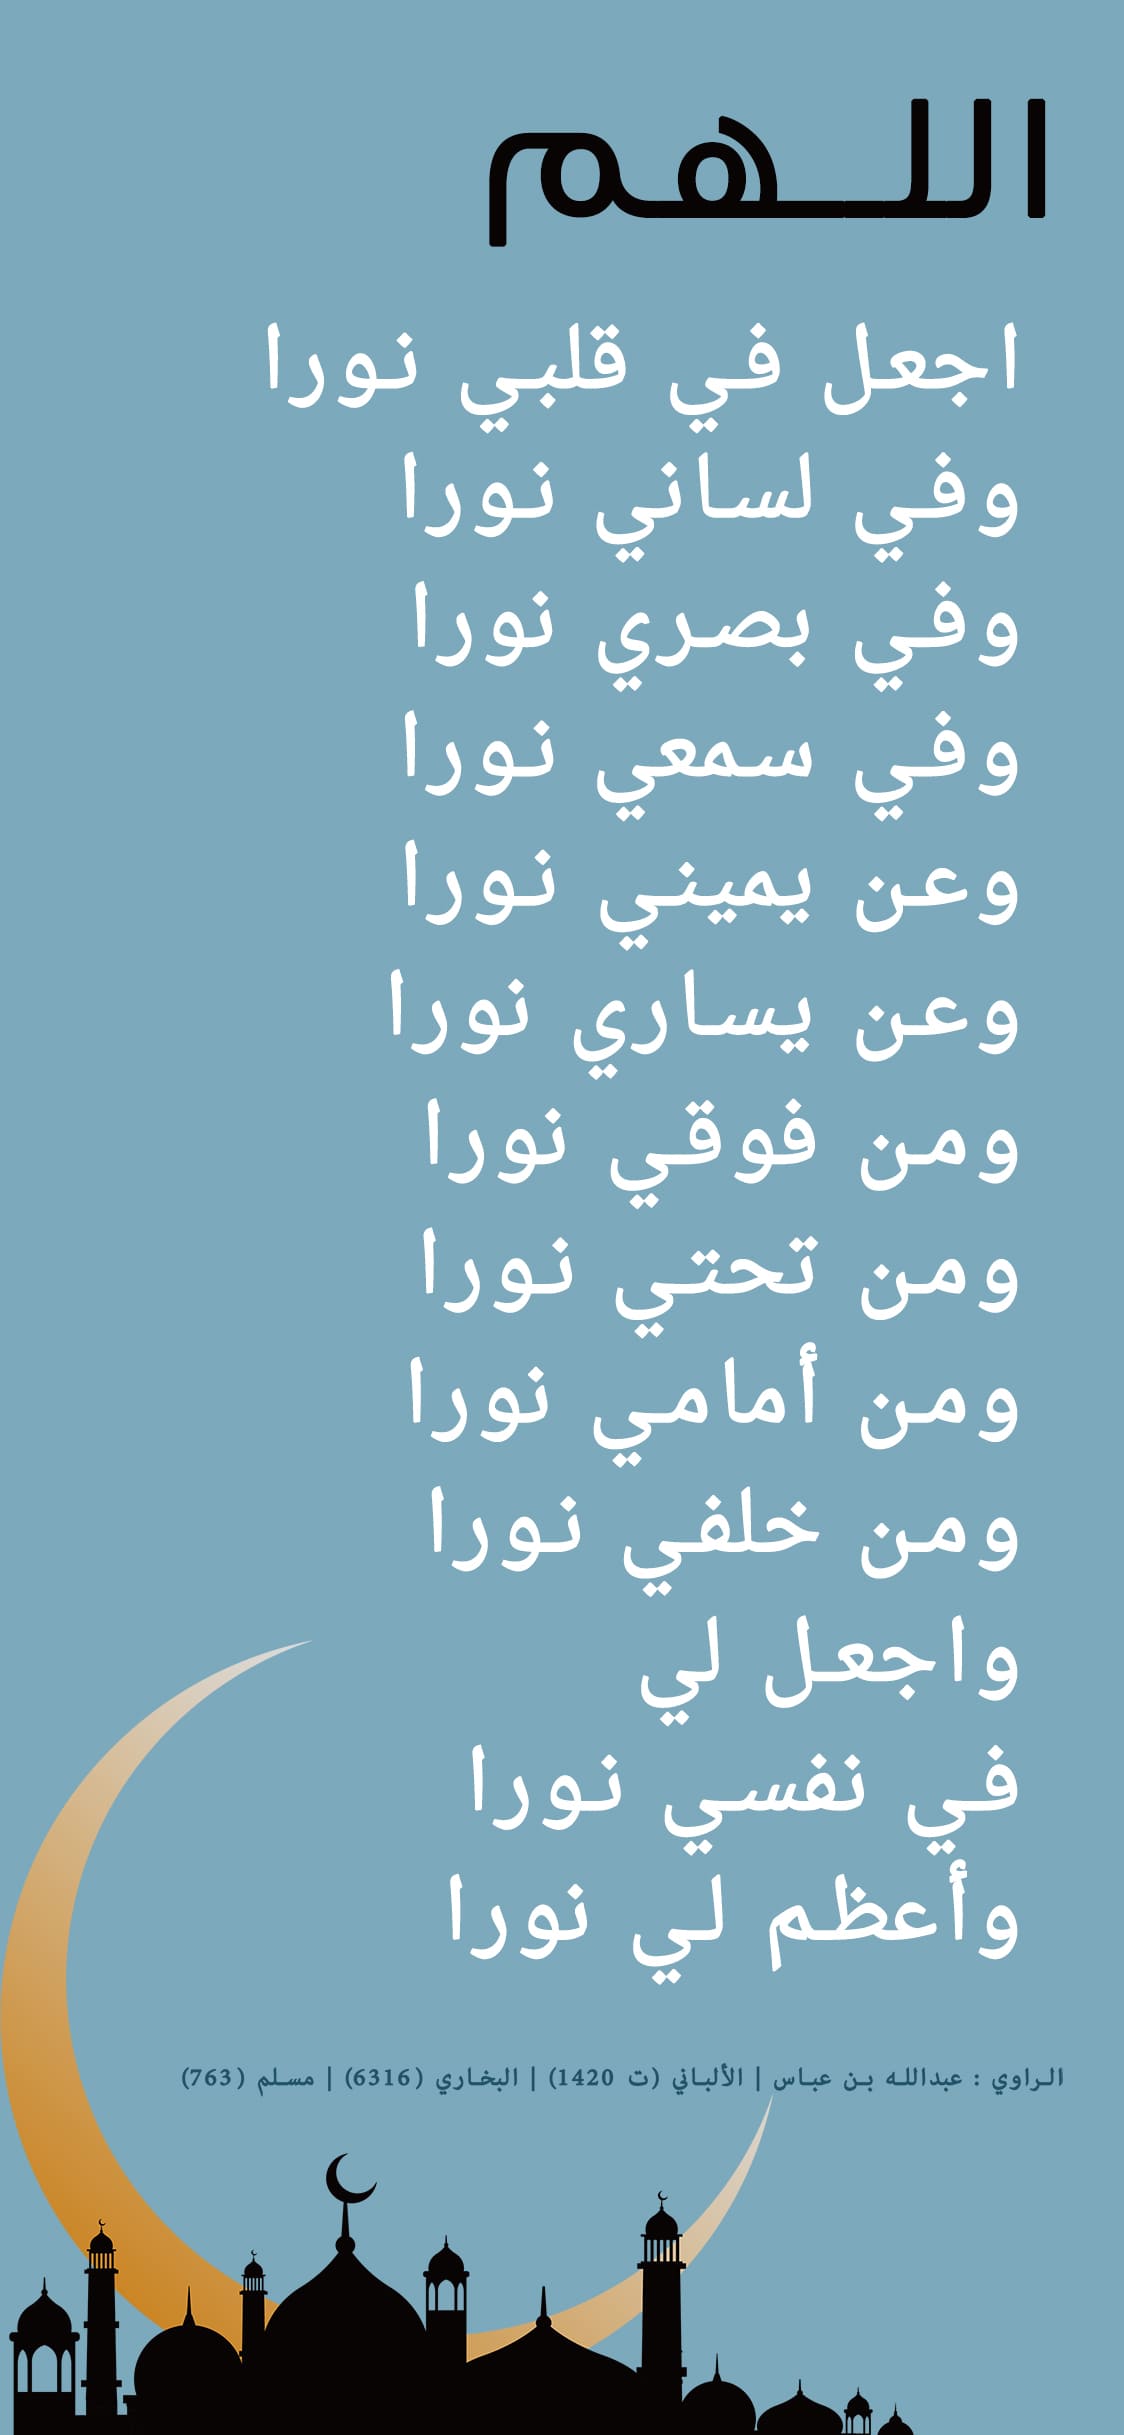 اللهم
اجعل في قلبي نورا
وفي لساني نورا
وفي بصري نورا
وفي سمعي نورا
وعن يميني نورا
وعن يساري نورا
ومن فوقي نورا
ومن تحتي نورا
ومن أمامي نورا
ومن خلفي نورا
واجعل لي
في نفسي نورا
وأعظم لي نورا
الراوي : عبدالله بن عباس | الألباني (ت 1420) | البخاري (6316) | مسلم (763)